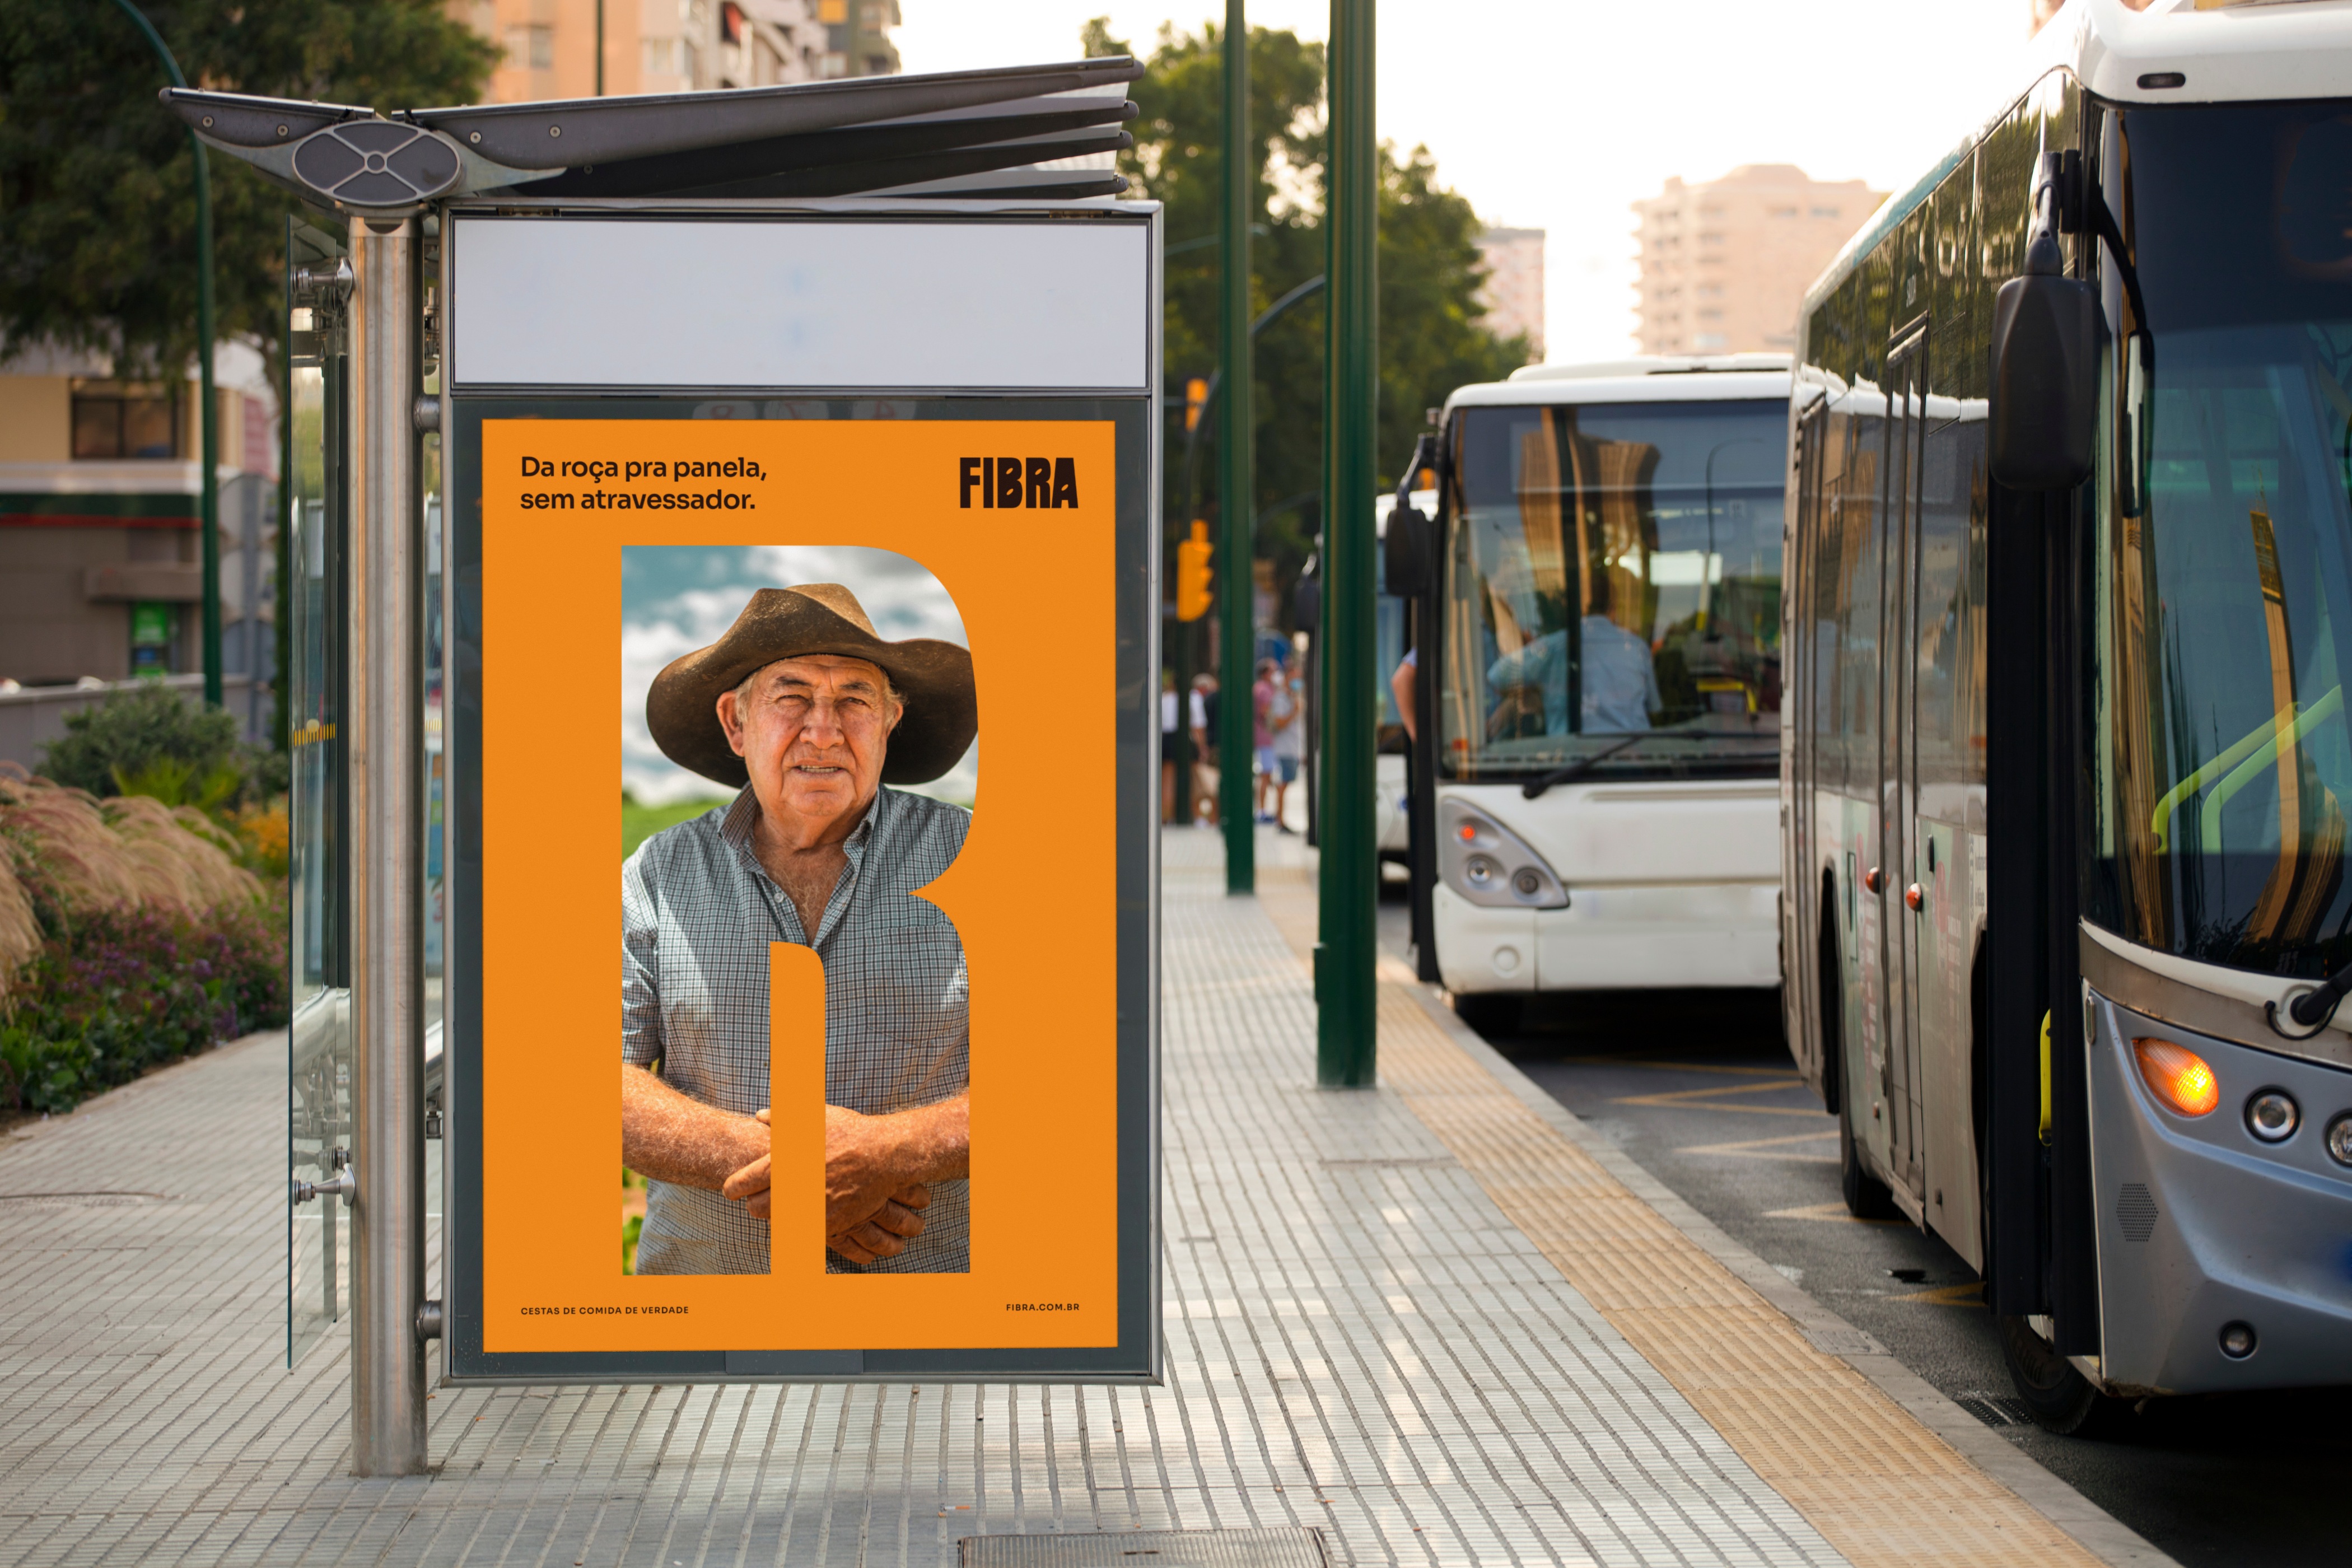 Da roça pra panela,
sem atravessador.
FIBRA
CESTAS DE COMIDA DE VERDADE
FIBRA.COM.BR